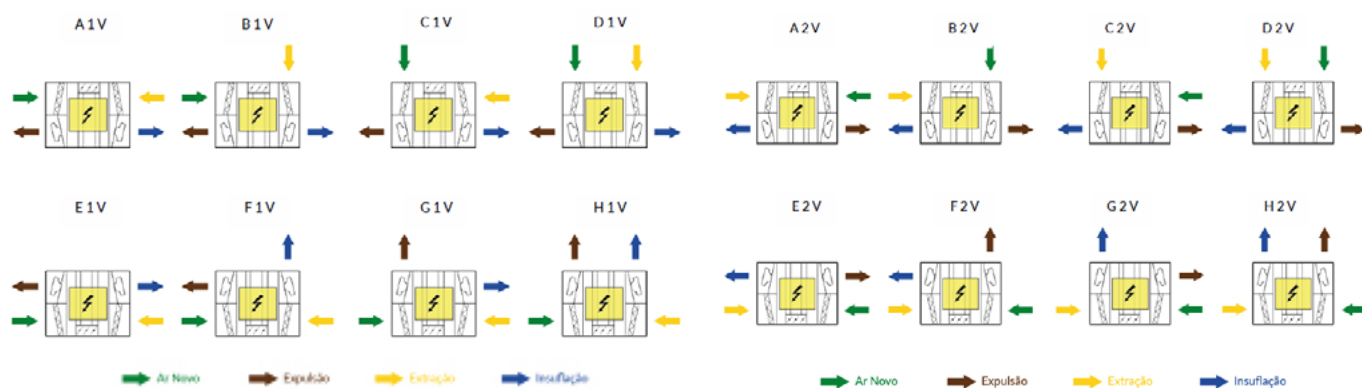 A1V B1V C1V D1V A2V B2V C2V D2V
E1V F1V G1V H1V E2V F2V G2V H2V
Ar Novo Expulsão Extração Insuflação Ar Novo Expulsão Extração Insuflação